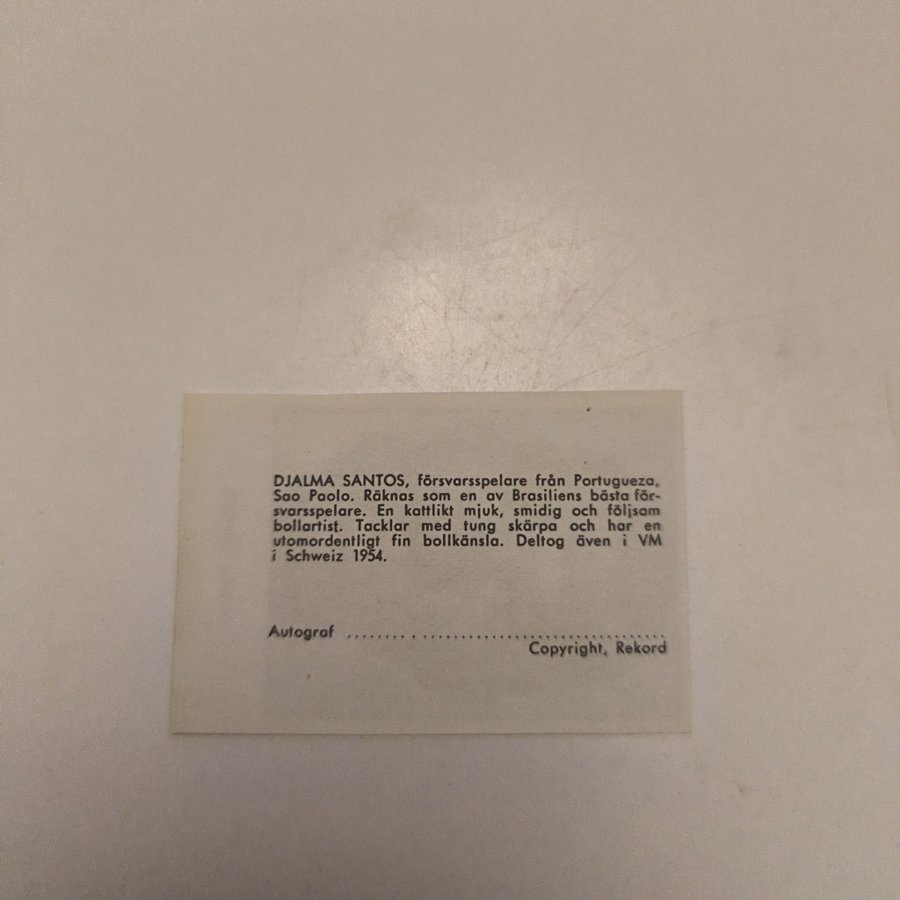 DJALMA SANTOS, försvarsspelare från Portugueza,
Sao Paolo. Räknas som en av Brasiliens bästa för-
svarsspelare. En kattlikt mjuk, smidig och följsam
bollartist. Tacklar med tung skärpa och har en
utomordentligt fin bollkänsla. Deltog även i VM
i Schweiz 1954.
Autograf ..........................................
Copyright, Rekord